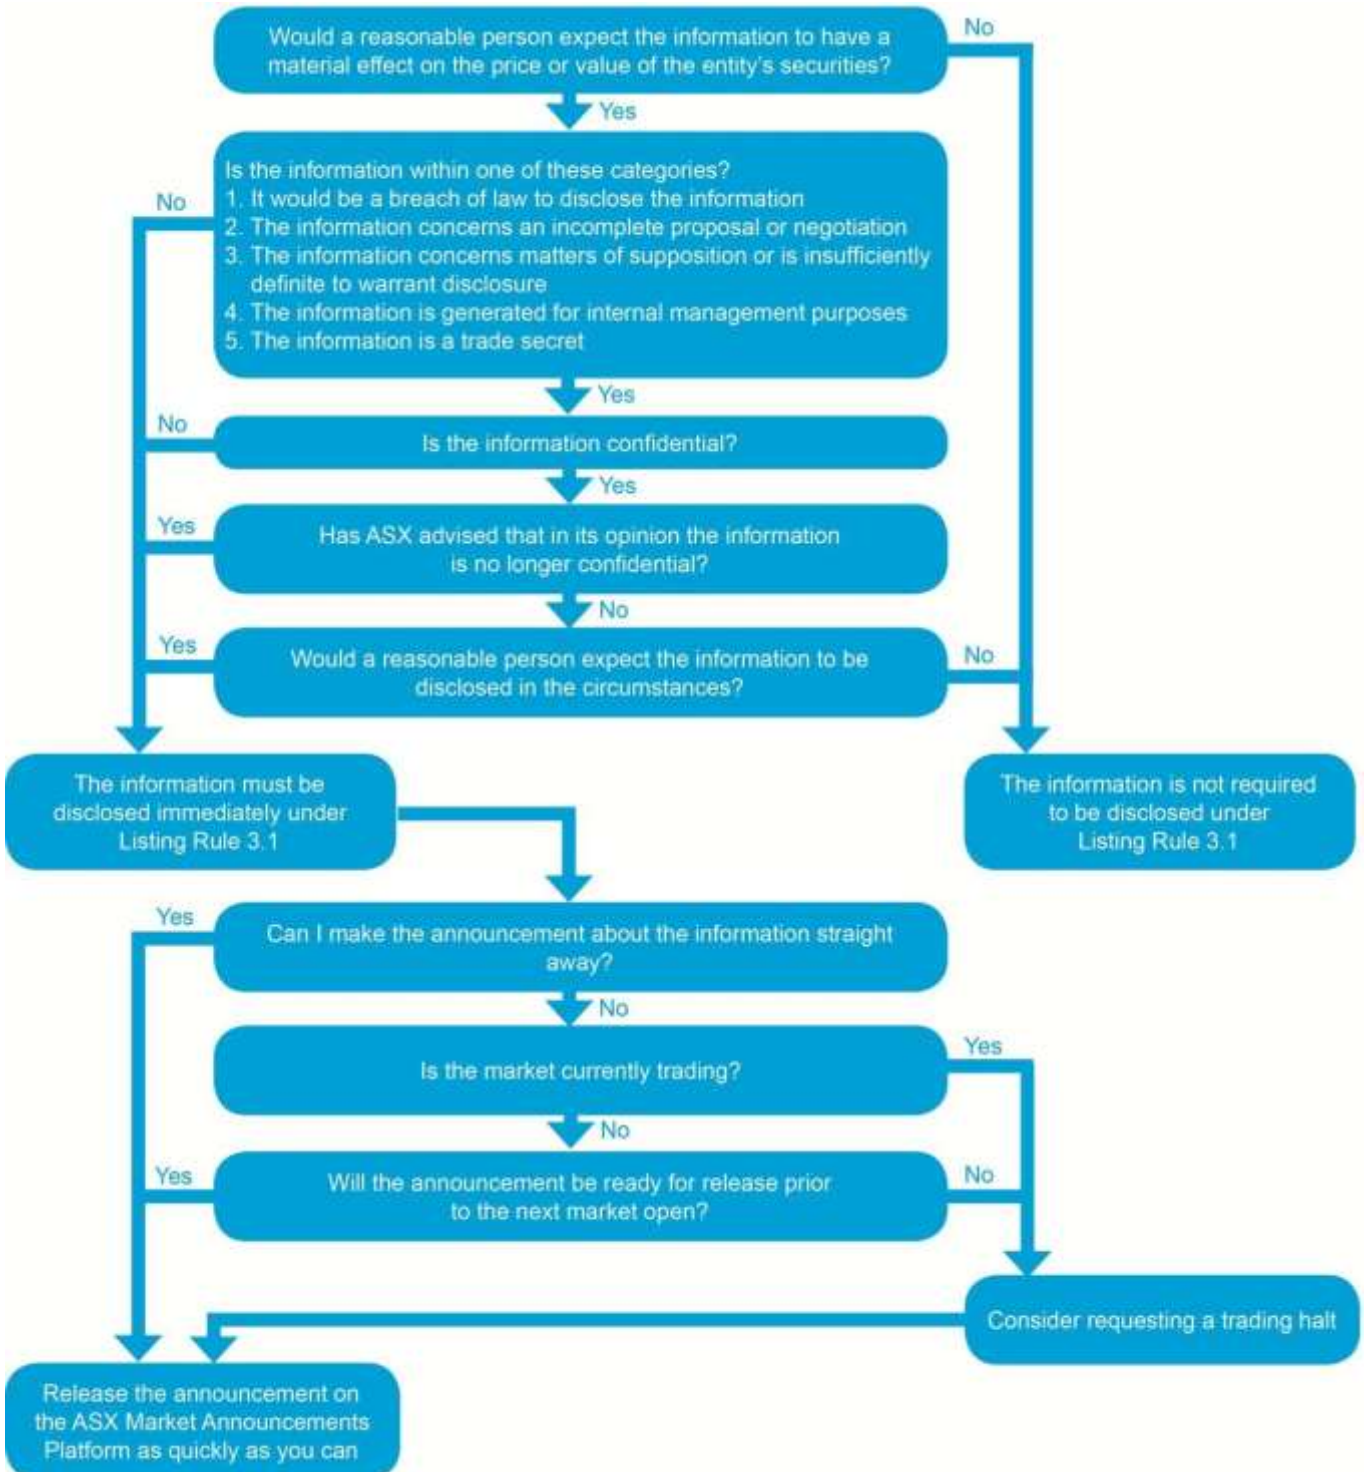 Would a reasonable person expect the information to have a
material effect on the price or value of the entity's securities?
No
Yes
Is the information within one of these categories?
1. It would be a breach of law to disclose the information
2. The information concerns an incomplete proposal or negotiation
3. The information concerns matters of supposition or is insufficiently
definite to warrant disclosure
4. The information is generated for internal management purposes
5. The information is a trade secret
No
Yes
No
Is the information confidential?
Yes
Yes
Has ASX advised that in its opinion the information
is no longer confidential?
No
Yes
Would a reasonable person expect the information to be
disclosed in the circumstances?
No
The information must be
disclosed immediately under
Listing Rule 3.1
The information is not required
to be disclosed under
Listing Rule 3.1
Yes
Can I make the announcement about the information straight
away?
No
Is the market currently trading?
Yes
No
Yes
Will the announcement be ready for release prior
to the next market open?
No
Consider requesting a trading halt
Release the announcement on
the ASX Market Announcements
Platform as quickly as you can